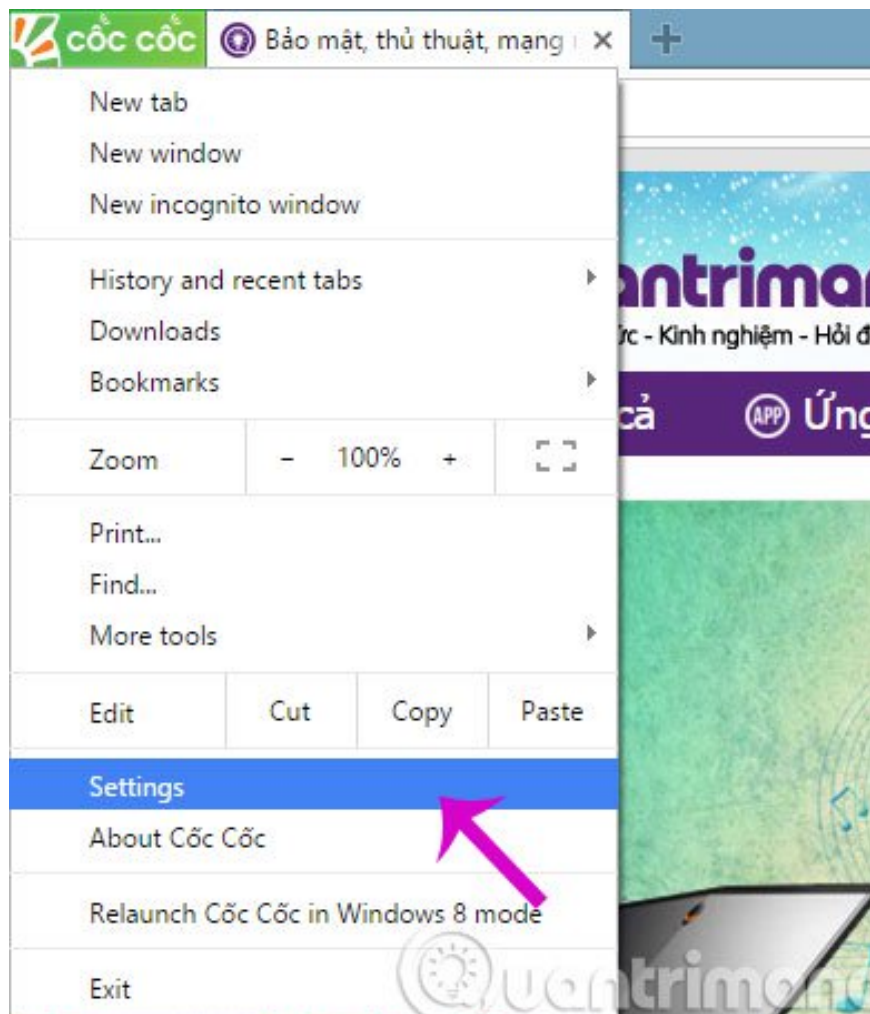 cốc cốc Bảo mật, thủ thuật, mạng
New tab
New window
New incognito window
History and recent tabs
Downloads
Bookmarks
Zoom - 100% +
Print...
Find...
More tools
Edit Cut Copy Paste
Settings
About Cốc Cốc
Relaunch Cốc Cốc in Windows 8 mode
Exit
antriman
ức - Kinh nghiệm - Hỏi đ
cả APP Ứng
Quantrimang